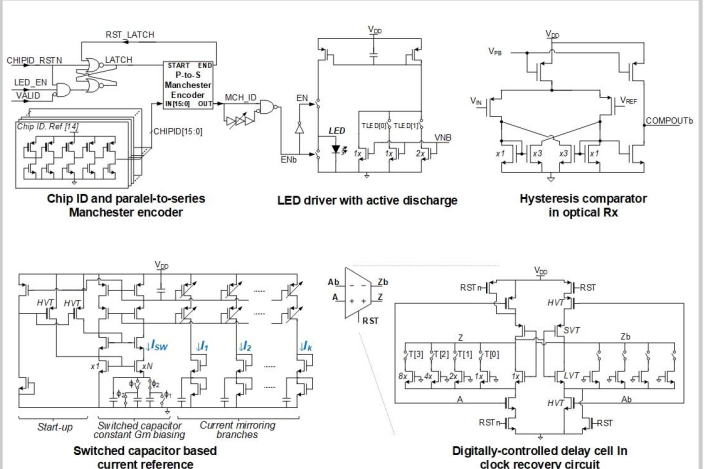 RST_LATCH
CHIPID_RSTN
LATCH
START END
P-to-S
Manchester
Encoder
IN[15:0] OUT
LED_EN
VALID
MCH_ID
Chip ID, Ref [14]
CHIPID[15:0]
Chip ID and paralel-to-series
Manchester encoder
VDD
EN
LED
TLED[0]
TLED[1]
VNB
1x
1x
2x
ENb
LED driver with active discharge
VDD
VPB
VIN
VREF
COMPOUTb
x1
x3
x3
x1
Hysteresis comparator
in optical Rx
VDD
HVT
HVT
ISW
I1
I2
Ik
.....
.....
x1
xN
Φ2
Φ1
Φ2
Φ1
Start-up
Switched capacitor
constant Gm biasing
Current mirroring
branches
Switched capacitor based
current reference
Ab
Zb
A
Z
RST
VDD
RSTn
RST
HVT
SVT
Z
Zb
T[3]
T[2]
T[1]
T[0]
8x
4x
2x
1x
1x
LVT
A
HVT
Ab
RSTn
RST
Digitally-controlled delay cell In
clock recovery circuit